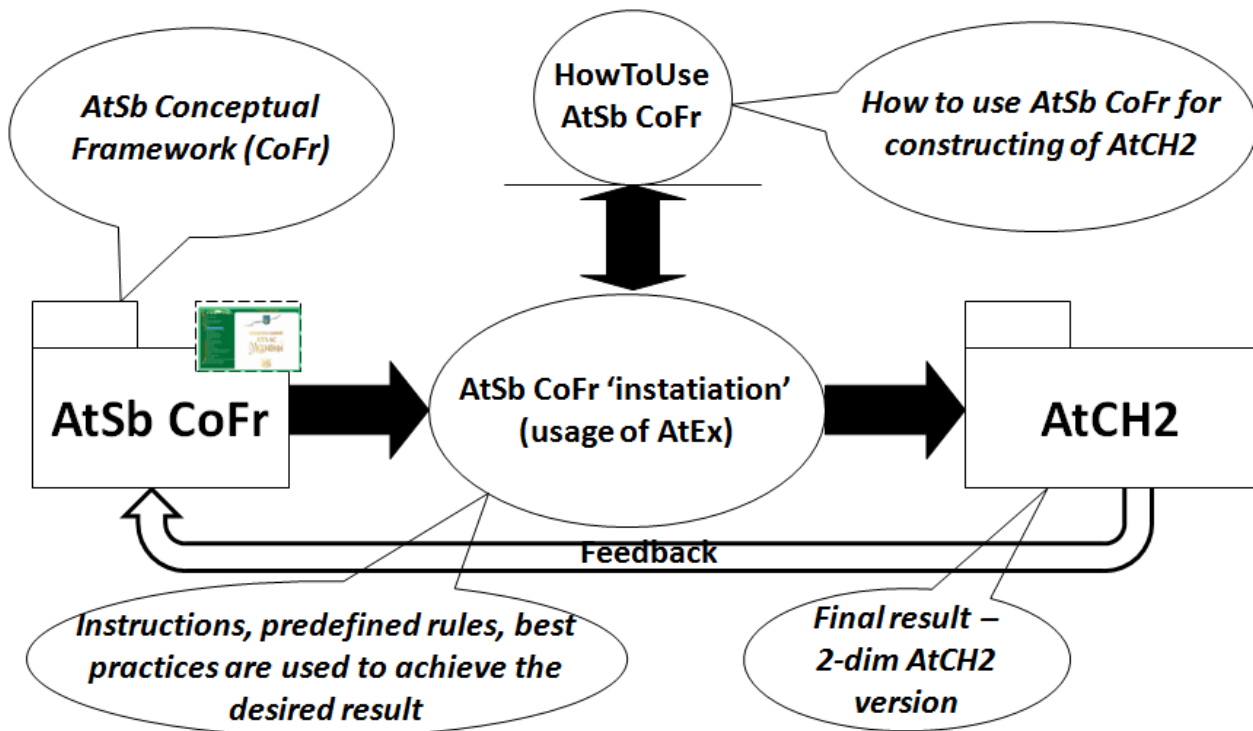 AtSb Conceptual
Framework (CoFr)
HowToUse
AtSb CoFr
How to use AtSb CoFr for
constructing of AtCH2
АТЛАС
AtSb CoFr
AtSb CoFr ‘instatiation’
(usage of AtEx)
AtCH2
Feedback
Instructions, predefined rules, best
practices are used to achieve the
desired result
Final result –
2-dim AtCH2
version